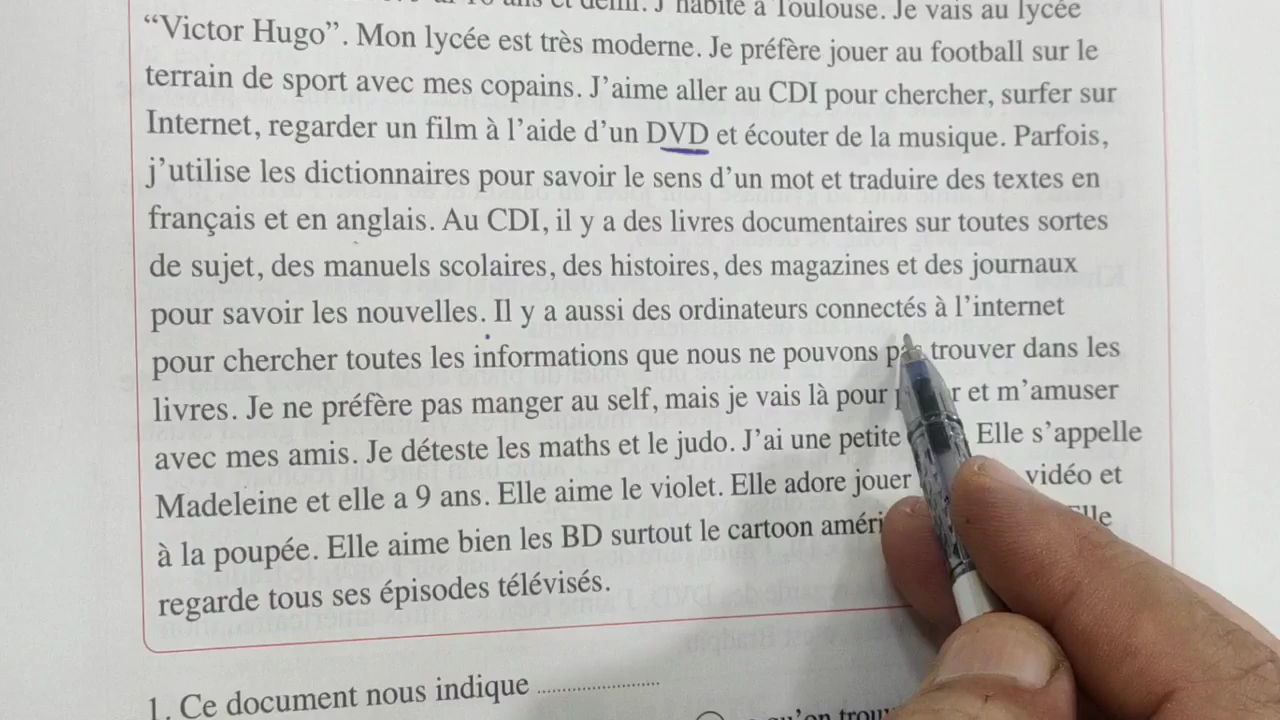 ans et demi. J'habite à Toulouse. Je vais au lycée
“Victor Hugo”. Mon lycée est très moderne. Je préfère jouer au football sur le
terrain de sport avec mes copains. J'aime aller au CDI pour chercher, surfer sur
Internet, regarder un film à l'aide d'un DVD et écouter de la musique. Parfois,
j'utilise les dictionnaires pour savoir le sens d'un mot et traduire des textes en
français et en anglais. Au CDI, il y a des livres documentaires sur toutes sortes
de sujet, des manuels scolaires, des histoires, des magazines et des journaux
pour savoir les nouvelles. Il y a aussi des ordinateurs connectés à l'internet
pour chercher toutes les informations que nous ne pouvons pas trouver dans les
livres. Je ne préfère pas manger au self, mais je vais là pour et m'amuser
avec mes amis. Je déteste les maths et le judo. J'ai une petite Elle s'appelle
Madeleine et elle a 9 ans. Elle aime le violet. Elle adore jouer vidéo et
à la poupée. Elle aime bien les BD surtout le cartoon Elle
regarde tous ses épisodes télévisés.
1. Ce document nous indique ........................